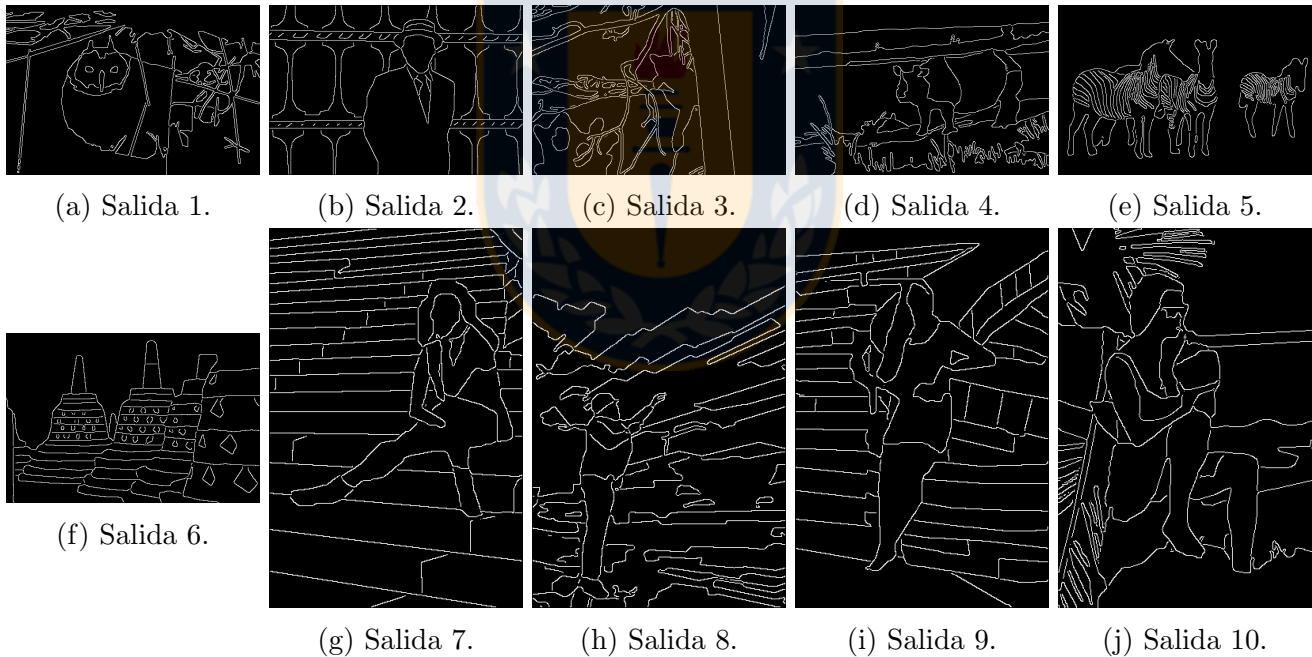 (a) Salida 1.
(b) Salida 2.
(c) Salida 3.
(d) Salida 4.
(e) Salida 5.
(f) Salida 6.
(g) Salida 7.
(h) Salida 8.
(i) Salida 9.
(j) Salida 10.